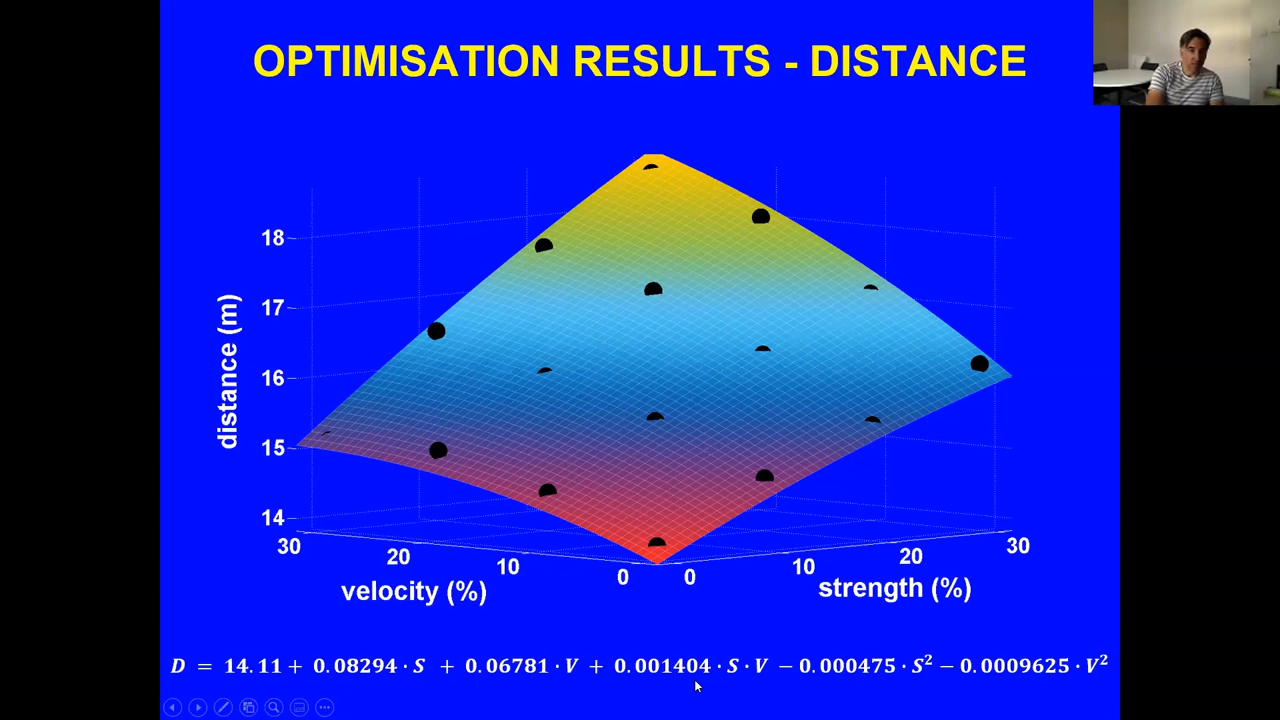 OPTIMISATION RESULTS - DISTANCE
18
17
16
15
14
distance (m)
30
20
10
0
velocity (%)
0
10
20
30
strength (%)
D = 14.11 + 0.08294 · S + 0.06781 · V + 0.001404 · S · V − 0.000475 · S² − 0.0009625 · V²